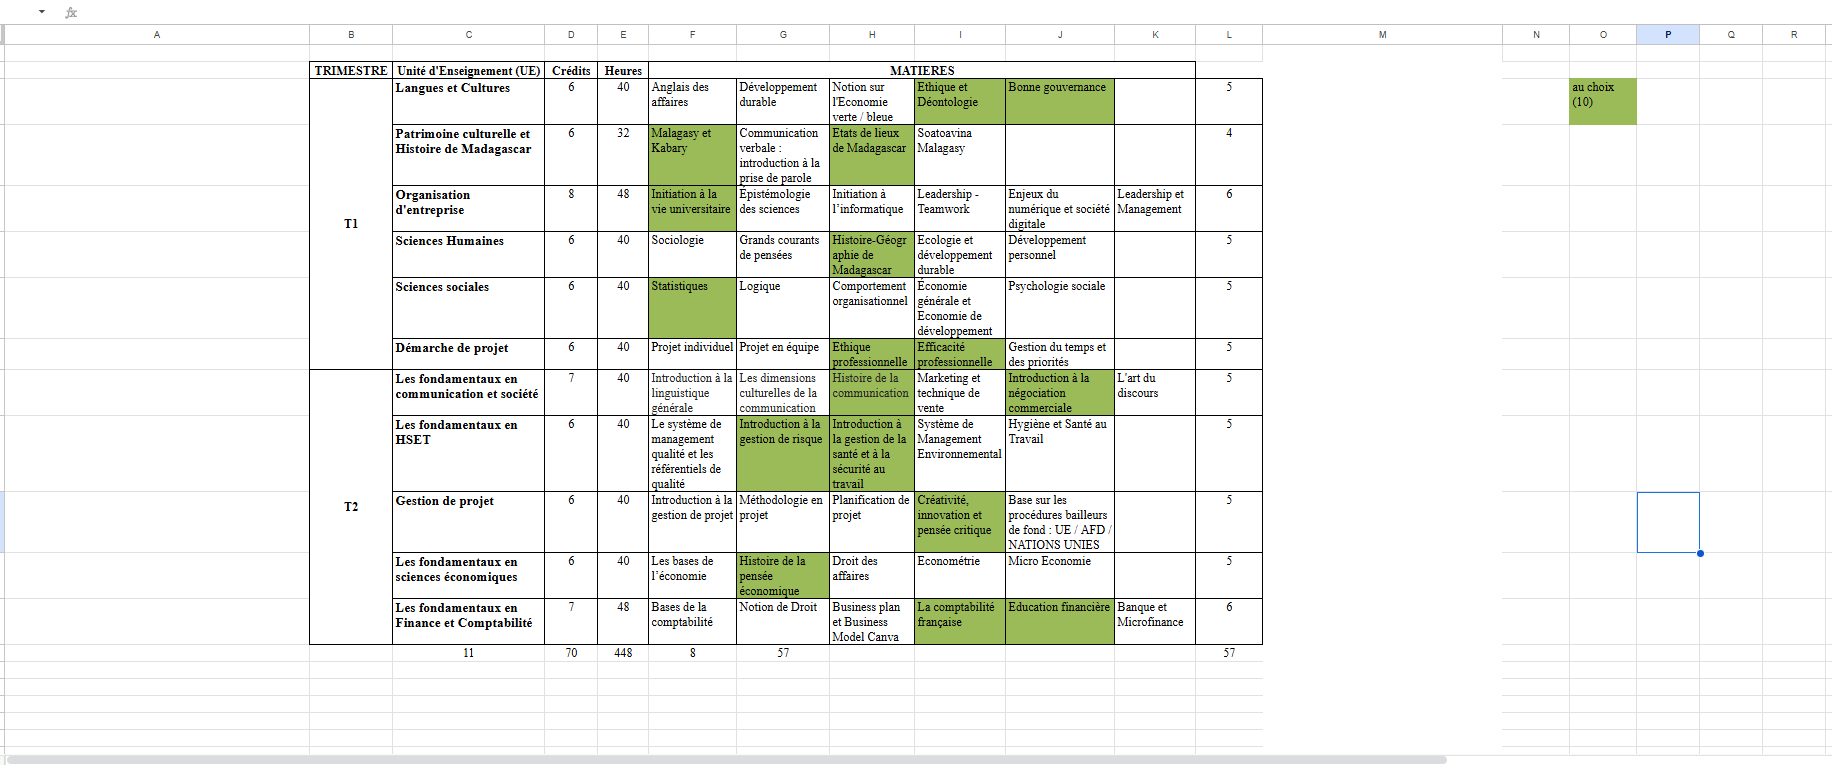 fx
A B C D E F G H I J K L M N O P Q R
TRIMESTRE Unité d'Enseignement (UE) Crédits Heures MATIERES
T1
Langues et Cultures 6 40
Anglais des
affaires
Développement
durable
Notion sur
l'Economie
verte / bleue
Ethique et
Déontologie
Bonne gouvernance
5
au choix
(10)
Patrimoine culturelle et
Histoire de Madagascar
6 32
Malagasy et
Kabary
Communication
verbale :
introduction à la
prise de parole
Etats de lieux
de Madagascar
Soatoavina
Malagasy
4
Organisation
d'entreprise
8 48
Initiation à la
vie universitaire
Épistémologie
des sciences
Initiation à
l’informatique
Leadership -
Teamwork
Enjeux du
numérique et société
digitale
Leadership et
Management
6
Sciences Humaines 6 40
Sociologie
Grands courants
de pensées
Histoire-Géogr
aphie de
Madagascar
Ecologie et
développement
durable
Développement
personnel
5
Sciences sociales 6 40
Statistiques
Logique
Comportement
organisationnel
Économie
générale et
Economie de
développement
Psychologie sociale
5
Démarche de projet 6 40
Projet individuel
Projet en équipe
Ethique
professionnelle
Efficacité
professionnelle
Gestion du temps et
des priorités
5
T2
Les fondamentaux en
communication et société
7 40
Introduction à la
linguistique
générale
Les dimensions
culturelles de la
communication
Histoire de la
communication
Marketing et
technique de
vente
Introduction à la
négociation
commerciale
L'art du
discours
5
Les fondamentaux en
HSET
6 40
Le système de
management
qualité et les
référentiels de
qualité
Introduction à la
gestion de risque
Introduction à
la gestion de la
santé et à la
sécurité au
travail
Système de
Management
Environnemental
Hygiène et Santé au
Travail
5
Gestion de projet 6 40
Introduction à la
gestion de projet
Méthodologie en
projet
Planification de
projet
Créativité,
innovation et
pensée critique
Base sur les
procédures bailleurs
de fond : UE / AFD /
NATIONS UNIES
5
Les fondamentaux en
sciences économiques
6 40
Les bases de
l’économie
Histoire de la
pensée
économique
Droit des
affaires
Econométrie
Micro Economie
5
Les fondamentaux en
Finance et Comptabilité
7 48
Bases de la
comptabilité
Notion de Droit
Business plan
et Business
Model Canva
La comptabilité
française
Education financière
Banque et
Microfinance
6
11 70 448 8 57 57